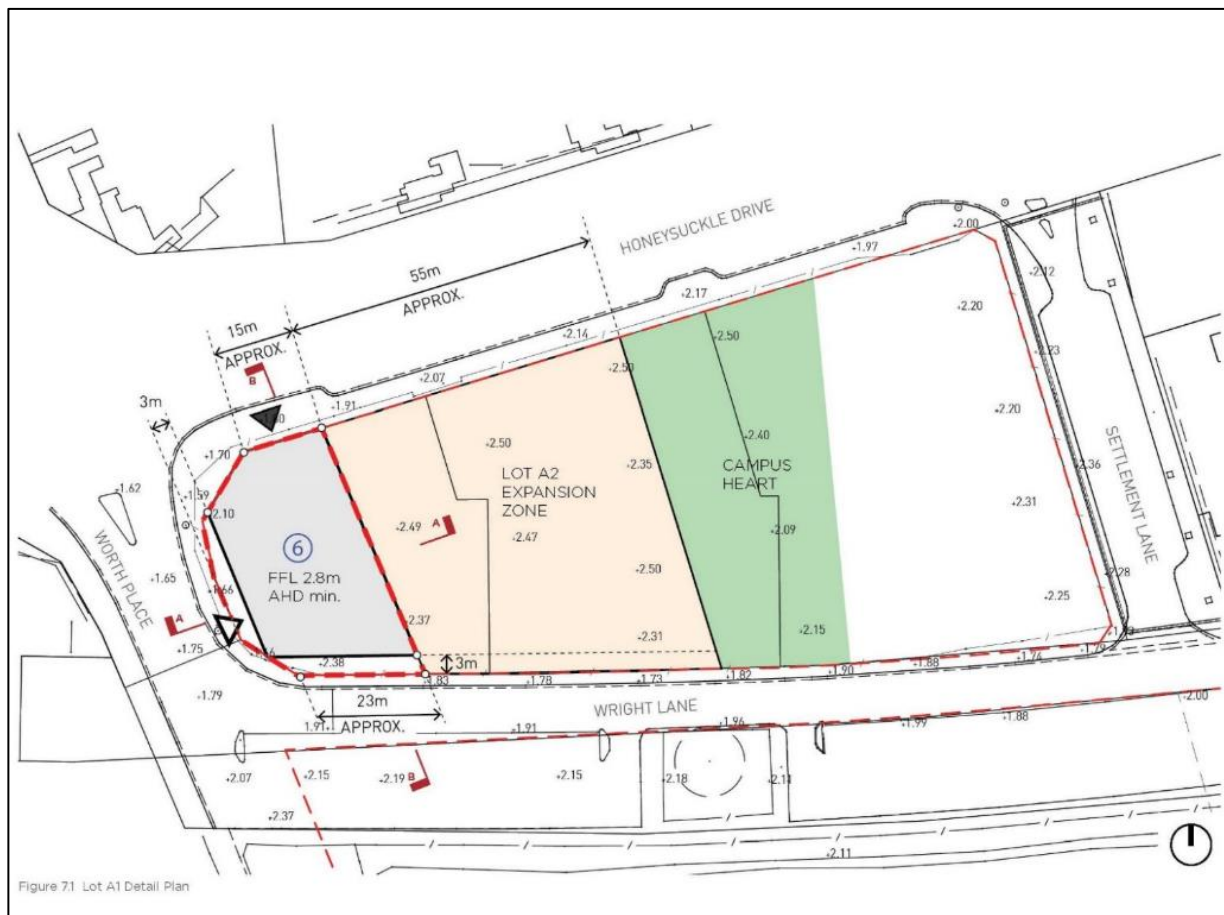 HONEYSUCKLE DRIVE
55m
APPROX.
15m
APPROX.
3m
B
+2.00
+1.97
+2.12
+2.17
+2.20
+2.14
+2.50
+2.50
+2.23
+2.07
+1.91
+1.70
+2.50
+2.40
+2.20
+2.35
LOT A2
EXPANSION
ZONE
CAMPUS
HEART
+2.36
SETTLEMENT LANE
+1.62
+1.59
+2.10
+2.49
A
+2.47
+2.09
+2.31
WORTH PLACE
6
FFL 2.8m
AHD min.
+1.65
+1.66
+2.50
+2.28
+2.25
A
+2.37
+2.31
+2.15
+1.75
+2.38
3m
+1.79
+1.83
+1.78
+1.73
+1.82
+1.90
+1.88
+1.74
+1.79
23m
APPROX.
WRIGHT LANE
+1.91
+1.91
+1.96
+1.99
+1.88
+2.00
+2.07
+2.15
+2.19
B
+2.15
+2.18
+2.11
+2.37
+2.11
Figure 7.1 Lot A1 Detail Plan